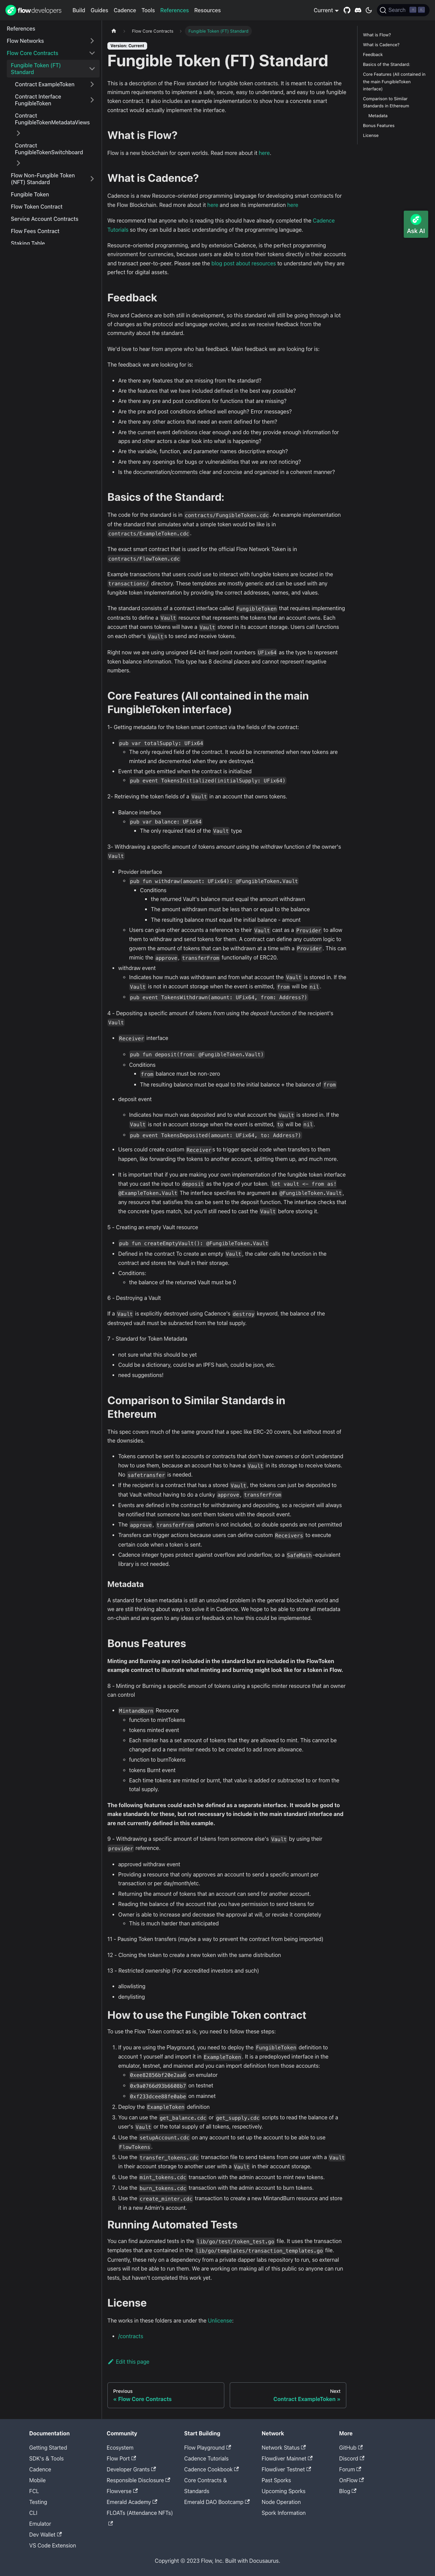 flowdevelopers
Build
Guides
Cadence
Tools
References
Resources
Current
Search
References
Flow Networks
Flow Core Contracts
Fungible Token (FT)
Standard
Contract ExampleToken
Contract Interface
FungibleToken
Contract
FungibleTokenMetadataViews
Contract
FungibleTokenSwitchboard
Flow Non-Fungible Token
(NFT) Standard
Fungible Token
Flow Token Contract
Service Account Contracts
Flow Fees Contract
Staking Table
Flow Core Contracts
Fungible Token (FT) Standard
Version: Current
Fungible Token (FT) Standard
This is a description of the Flow standard for fungible token contracts. It is meant to contain the minimum
requirements to implement a safe, secure, easy to understand, and easy to use
token contract. It also includes an example implementation to show how a concrete smart
contract would actually implement the interface.
What is Flow?
Flow is a new blockchain for open worlds. Read more about it here.
What is Cadence?
Cadence is a new Resource-oriented programming language for developing smart contracts for
the Flow Blockchain. Read more about it here and see its implementation here
We recommend that anyone who is reading this should have already completed the Cadence
Tutorials so they can build a basic understanding of the programming language.
Resource-oriented programming, and by extension Cadence, is the perfect programming
environment for currencies, because users are able to store their tokens directly in their accounts
and transact peer-to-peer. Please see the blog post about resources to understand why they are
perfect for digital assets.
Feedback
Flow and Cadence are both still in development, so this standard will still be going through a lot
of changes as the protocol and language evolves, and as we receive feedback from the
community about the standard.
We'd love to hear from anyone who has feedback. Main feedback we are looking for is:
The feedback we are looking for is:
Are there any features that are missing from the standard?
Are the features that we have included defined in the best way possible?
Are there any pre and post conditions for functions that are missing?
Are the pre and post conditions defined well enough? Error messages?
Are there any other actions that need an event defined for them?
Are the current event definitions clear enough and do they provide enough information for
apps and other actors a clear look into what is happening?
Are the variable, function, and parameter names descriptive enough?
Are there any openings for bugs or vulnerabilities that we are not noticing?
Is the documentation/comments clear and concise and organized in a coherent manner?
Basics of the Standard:
The code for the standard is in contracts/FungibleToken.cdc. An example implementation
of the standard that simulates what a simple token would be like is in
contracts/ExampleToken.cdc.
The exact smart contract that is used for the official Flow Network Token is in
contracts/FlowToken.cdc
Example transactions that users could use to interact with fungible tokens are located in the
transactions/ directory. These templates are mostly generic and can be used with any
fungible token implementation by providing the correct addresses, names, and values.
The standard consists of a contract interface called FungibleToken that requires implementing
contracts to define a Vault resource that represents the tokens that an account owns. Each
account that owns tokens will have a Vault stored in its account storage. Users call functions
on each other's Vaults to send and receive tokens.
Right now we are using unsigned 64-bit fixed point numbers UFix64 as the type to represent
token balance information. This type has 8 decimal places and cannot represent negative
numbers.
Core Features (All contained in the main
FungibleToken interface)
1- Getting metadata for the token smart contract via the fields of the contract:
pub var totalSupply: UFix64
The only required field of the contract. It would be incremented when new tokens are
minted and decremented when they are destroyed.
Event that gets emitted when the contract is initialized
pub event TokensInitialized(initialSupply: UFix64)
2- Retrieving the token fields of a Vault in an account that owns tokens.
Balance interface
pub var balance: UFix64
The only required field of the Vault type
3- Withdrawing a specific amount of tokens amount using the withdraw function of the owner's
Vault
Provider interface
pub fun withdraw(amount: UFix64): @FungibleToken.Vault
Conditions
the returned Vault's balance must equal the amount withdrawn
The amount withdrawn must be less than or equal to the balance
The resulting balance must equal the initial balance - amount
Users can give other accounts a reference to their Vault cast as a Provider to allow
them to withdraw and send tokens for them. A contract can define any custom logic to
govern the amount of tokens that can be withdrawn at a time with a Provider. This can
mimic the approve, transferFrom functionality of ERC20.
withdraw event
Indicates how much was withdrawn and from what account the Vault is stored in. If the
Vault is not in account storage when the event is emitted, from will be nil.
pub event TokensWithdrawn(amount: UFix64, from: Address?)
4 - Depositing a specific amount of tokens from using the deposit function of the recipient's
Vault
Receiver interface
pub fun deposit(from: @FungibleToken.Vault)
Conditions
from balance must be non-zero
The resulting balance must be equal to the initial balance + the balance of from
deposit event
Indicates how much was deposited and to what account the Vault is stored in. If the
Vault is not in account storage when the event is emitted, to will be nil.
pub event TokensDeposited(amount: UFix64, to: Address?)
Users could create custom Receivers to trigger special code when transfers to them
happen, like forwarding the tokens to another account, splitting them up, and much more.
It is important that if you are making your own implementation of the fungible token interface
that you cast the input to deposit as the type of your token. let vault <- from as!
@ExampleToken.Vault The interface specifies the argument as @FungibleToken.Vault,
any resource that satisfies this can be sent to the deposit function. The interface checks that
the concrete types match, but you'll still need to cast the Vault before storing it.
5 - Creating an empty Vault resource
pub fun createEmptyVault(): @FungibleToken.Vault
Defined in the contract To create an empty Vault, the caller calls the function in the
contract and stores the Vault in their storage.
Conditions:
the balance of the returned Vault must be 0
6 - Destroying a Vault
If a Vault is explicitly destroyed using Cadence's destroy keyword, the balance of the
destroyed vault must be subracted from the total supply.
7 - Standard for Token Metadata
not sure what this should be yet
Could be a dictionary, could be an IPFS hash, could be json, etc.
need suggestions!
Comparison to Similar Standards in
Ethereum
This spec covers much of the same ground that a spec like ERC-20 covers, but without most of
the downsides.
Tokens cannot be sent to accounts or contracts that don't have owners or don't understand
how to use them, because an account has to have a Vault in its storage to receive tokens.
No safetransfer is needed.
If the recipient is a contract that has a stored Vault, the tokens can just be deposited to
that Vault without having to do a clunky approve, transferFrom
Events are defined in the contract for withdrawing and depositing, so a recipient will always
be notified that someone has sent them tokens with the deposit event.
The approve, transferFrom pattern is not included, so double spends are not permitted
Transfers can trigger actions because users can define custom Receivers to execute
certain code when a token is sent.
Cadence integer types protect against overflow and underflow, so a SafeMath-equivalent
library is not needed.
Metadata
A standard for token metadata is still an unsolved problem in the general blockchain world and
we are still thinking about ways to solve it in Cadence. We hope to be able to store all metadata
on-chain and are open to any ideas or feedback on how this could be implemented.
Bonus Features
Minting and Burning are not included in the standard but are included in the FlowToken
example contract to illustrate what minting and burning might look like for a token in Flow.
8 - Minting or Burning a specific amount of tokens using a specific minter resource that an owner
can control
MintandBurn Resource
function to mintTokens
tokens minted event
Each minter has a set amount of tokens that they are allowed to mint. This cannot be
changed and a new minter needs to be created to add more allowance.
function to burnTokens
tokens Burnt event
Each time tokens are minted or burnt, that value is added or subtracted to or from the
total supply.
The following features could each be defined as a separate interface. It would be good to
make standards for these, but not necessary to include in the main standard interface and
are not currently defined in this example.
9 - Withdrawing a specific amount of tokens from someone else's Vault by using their
provider reference.
approved withdraw event
Providing a resource that only approves an account to send a specific amount per
transaction or per day/month/etc.
Returning the amount of tokens that an account can send for another account.
Reading the balance of the account that you have permission to send tokens for
Owner is able to increase and decrease the approval at will, or revoke it completely
This is much harder than anticipated
11 - Pausing Token transfers (maybe a way to prevent the contract from being imported)
12 - Cloning the token to create a new token with the same distribution
13 - Restricted ownership (For accredited investors and such)
allowlisting
denylisting
How to use the Fungible Token contract
To use the Flow Token contract as is, you need to follow these steps:
1. If you are using the Playground, you need to deploy the FungibleToken definition to
account 1 yourself and import it in ExampleToken. It is a predeployed interface in the
emulator, testnet, and mainnet and you can import definition from those accounts:
0xee82856bf20e2aa6 on emulator
0x9a0766d93b6608b7 on testnet
0xf233dcee88fe0abe on mainnet
2. Deploy the ExampleToken definition
3. You can use the get_balance.cdc or get_supply.cdc scripts to read the balance of a
user's Vault or the total supply of all tokens, respectively.
4. Use the setupAccount.cdc on any account to set up the account to be able to use
FlowTokens.
5. Use the transfer_tokens.cdc transaction file to send tokens from one user with a Vault
in their account storage to another user with a Vault in their account storage.
6. Use the mint_tokens.cdc transaction with the admin account to mint new tokens.
7. Use the burn_tokens.cdc transaction with the admin account to burn tokens.
8. Use the create_minter.cdc transaction to create a new MintandBurn resource and store
it in a new Admin's account.
Running Automated Tests
You can find automated tests in the lib/go/test/token_test.go file. It uses the transaction
templates that are contained in the lib/go/templates/transaction_templates.go file.
Currently, these rely on a dependency from a private dapper labs repository to run, so external
users will not be able to run them. We are working on making all of this public so anyone can run
tests, but haven't completed this work yet.
License
The works in these folders are under the Unlicense:
/contracts
Edit this page
Previous
« Flow Core Contracts
Next
Contract ExampleToken »
What is Flow?
What is Cadence?
Feedback
Basics of the Standard:
Core Features (All contained in
the main FungibleToken
interface)
Comparison to Similar
Standards in Ethereum
Metadata
Bonus Features
License
Ask AI
Documentation
Getting Started
SDK's & Tools
Cadence
Mobile
FCL
Testing
CLI
Emulator
Dev Wallet
VS Code Extension
Community
Ecosystem
Flow Port
Developer Grants
Responsible Disclosure
Flowverse
Emerald Academy
FLOATs (Attendance NFTs)
Start Building
Flow Playground
Cadence Tutorials
Cadence Cookbook
Core Contracts &
Standards
Emerald DAO Bootcamp
Network
Network Status
Flowdiver Mainnet
Flowdiver Testnet
Past Sporks
Upcoming Sporks
Node Operation
Spork Information
More
GitHub
Discord
Forum
OnFlow
Blog
Copyright © 2023 Flow, Inc. Built with Docusaurus.